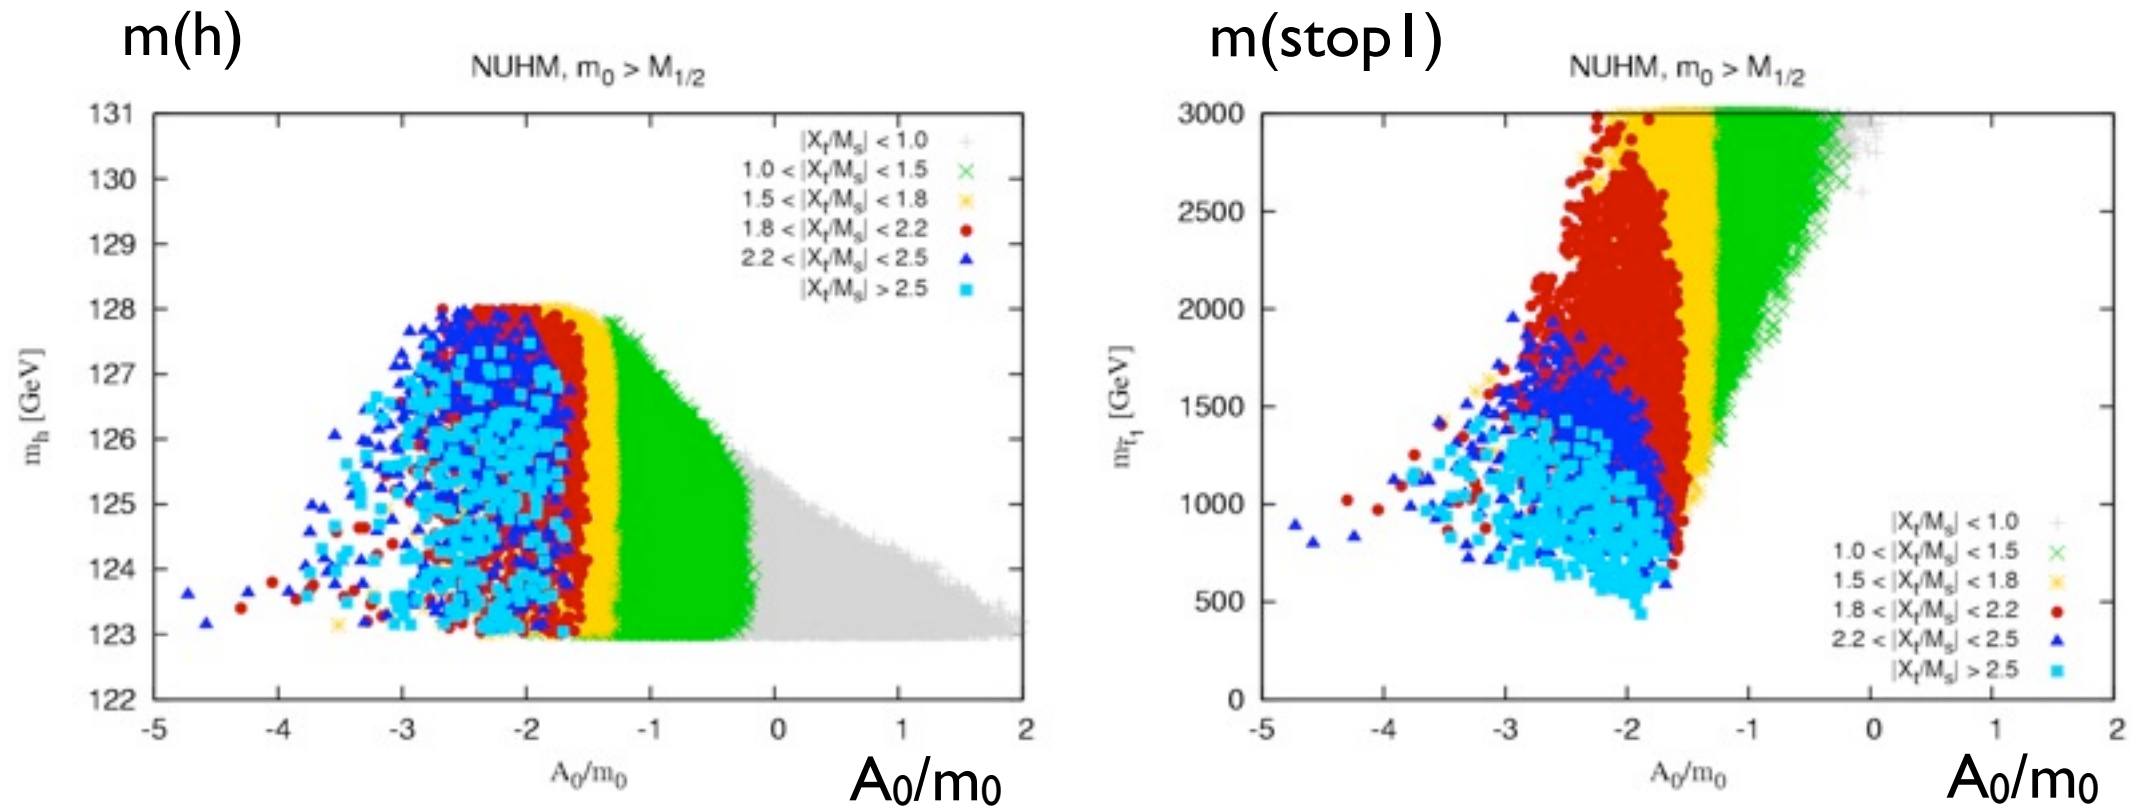 m(h)
NUHM, m₀ > M₁/₂
131
130
129
128
127
126
125
124
123
122
mₕ [GeV]
|Xₜ/Mₛ| < 1.0
1.0 < |Xₜ/Mₛ| < 1.5
1.5 < |Xₜ/Mₛ| < 1.8
1.8 < |Xₜ/Mₛ| < 2.2
2.2 < |Xₜ/Mₛ| < 2.5
|Xₜ/Mₛ| > 2.5
-5 -4 -3 -2 -1 0 1 2
A₀/m₀
A₀/m₀
m(stop1)
NUHM, m₀ > M₁/₂
3000
2500
2000
1500
1000
500
0
m_t̃₁ [GeV]
|Xₜ/Mₛ| < 1.0
1.0 < |Xₜ/Mₛ| < 1.5
1.5 < |Xₜ/Mₛ| < 1.8
1.8 < |Xₜ/Mₛ| < 2.2
2.2 < |Xₜ/Mₛ| < 2.5
|Xₜ/Mₛ| > 2.5
-5 -4 -3 -2 -1 0 1 2
A₀/m₀
A₀/m₀